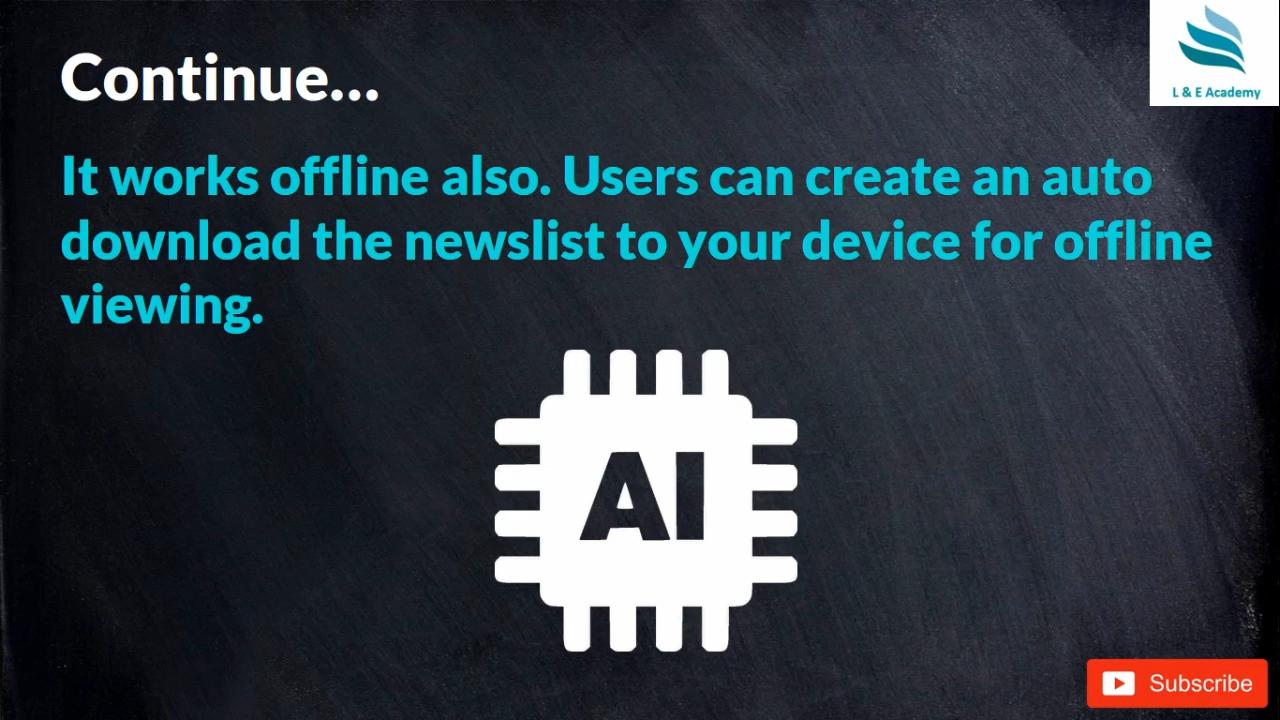 Continue...
L & E Academy
It works offline also. Users can create an auto
download the newslist to your device for offline
viewing.
AI
Subscribe